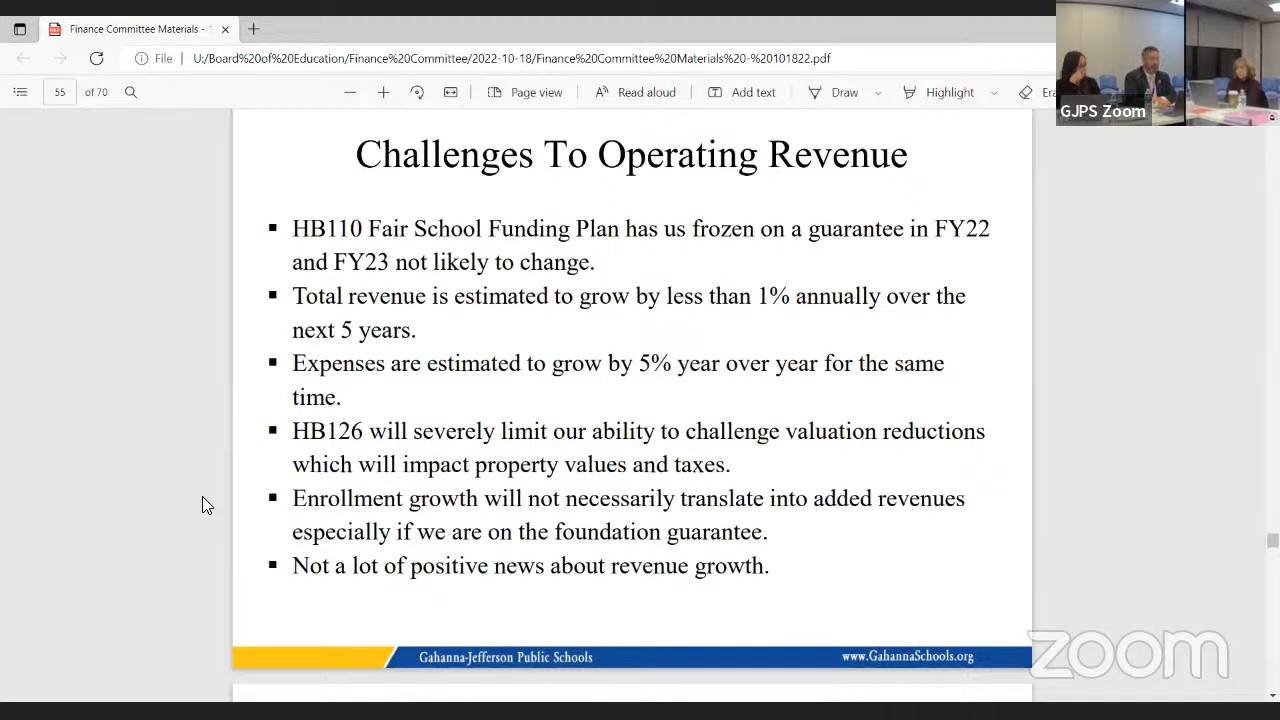 Finance Committee Materials - 1
File
U:/Board%20of%20Education/Finance%20Committee/2022-10-18/Finance%20Committee%20Materials%20-%20101822.pdf
55 of 70
Page view
Read aloud
Add text
Draw
Highlight
Era
GJPS Zoom
Challenges To Operating Revenue
▪ HB110 Fair School Funding Plan has us frozen on a guarantee in FY22
and FY23 not likely to change.
▪ Total revenue is estimated to grow by less than 1% annually over the
next 5 years.
▪ Expenses are estimated to grow by 5% year over year for the same
time.
▪ HB126 will severely limit our ability to challenge valuation reductions
which will impact property values and taxes.
▪ Enrollment growth will not necessarily translate into added revenues
especially if we are on the foundation guarantee.
▪ Not a lot of positive news about revenue growth.
Gahanna-Jefferson Public Schools
www.GahannaSchools.org
zoom